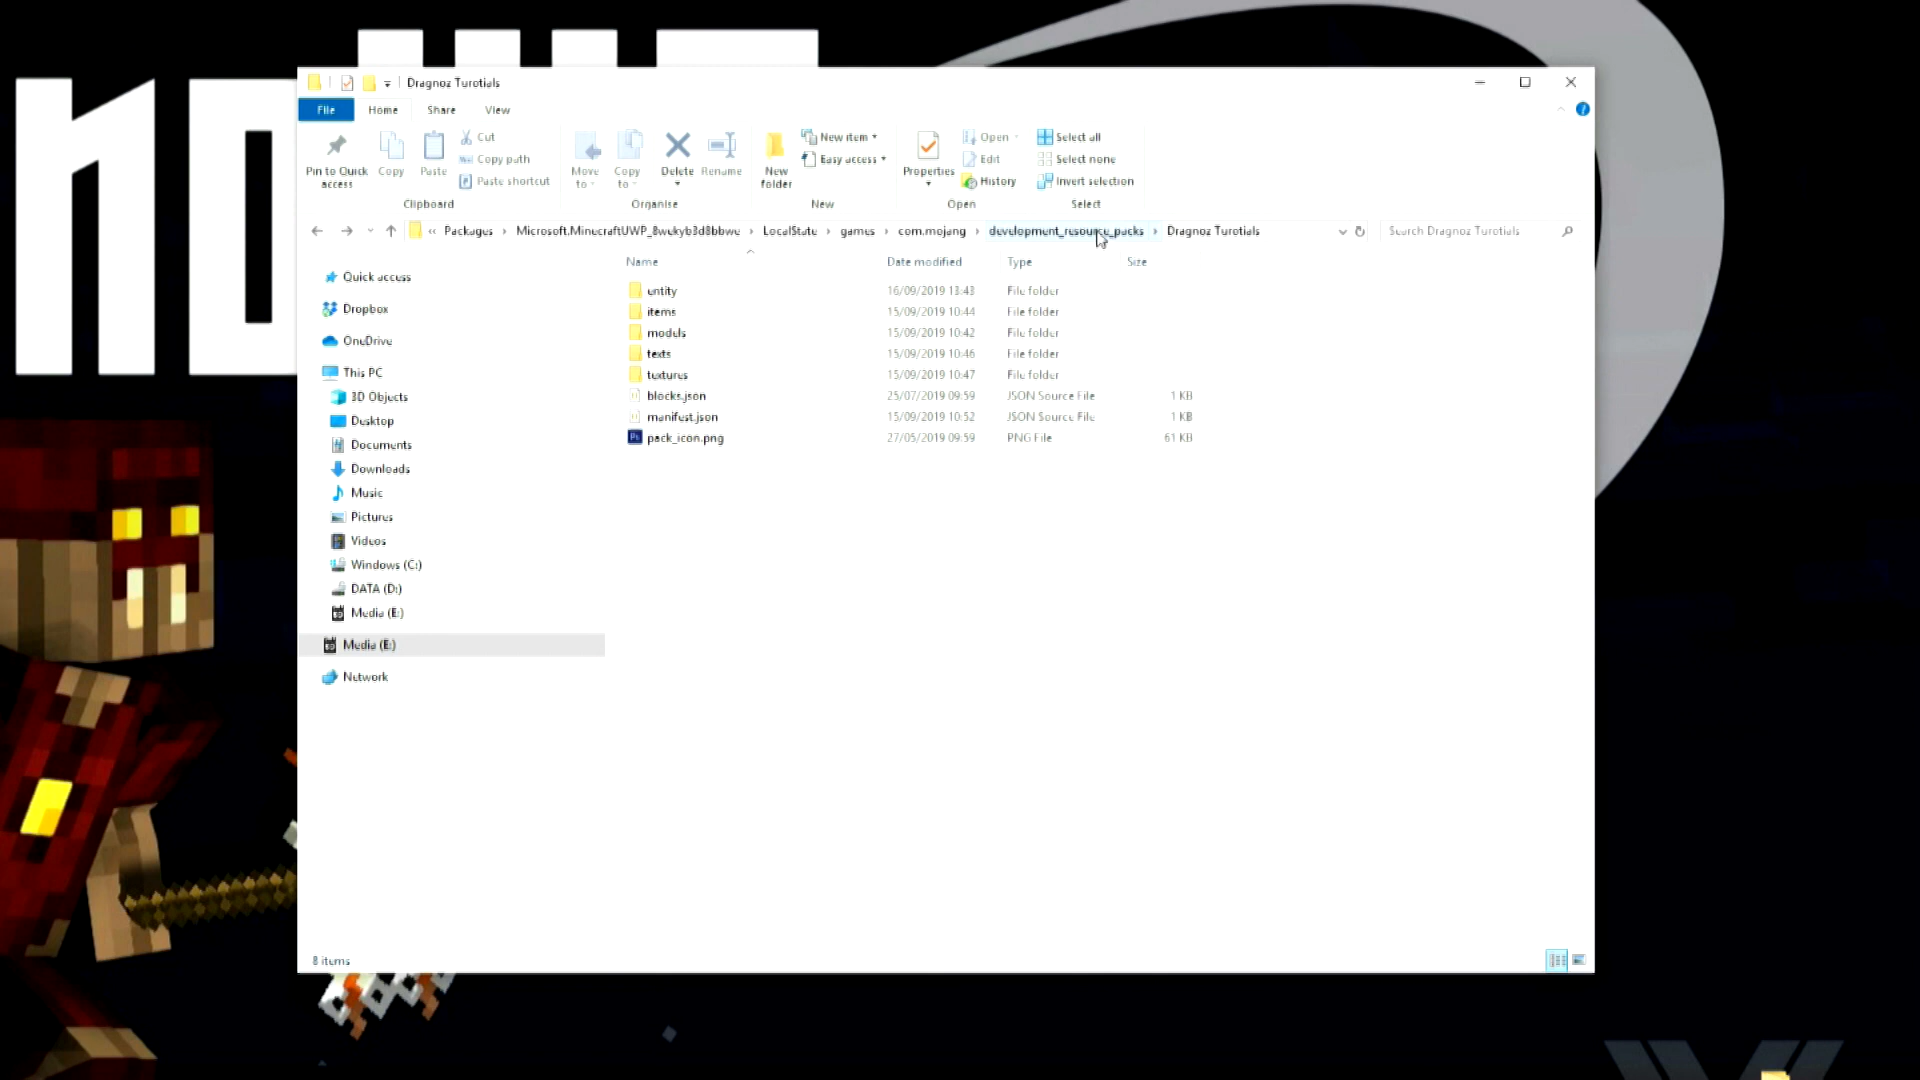 Dragnoz Turotials
File Home Share View
Pin to Quick access
Copy
Paste
Cut
Copy path
Paste shortcut
Clipboard
Move to
Copy to
Delete
Rename
Organise
New folder
New item
Easy access
New
Properties
Open
Edit
History
Open
Select all
Select none
Invert selection
Select
« Packages › Microsoft.MinecraftUWP_8wekyb3d8bbwe › LocalState › games › com.mojang › development_resource_packs › Dragnoz Turotials
Search Dragnoz Turotials
Name Date modified Type Size
entity 16/09/2019 13:43 File folder
items 15/09/2019 10:44 File folder
models 15/09/2019 10:42 File folder
texts 15/09/2019 10:46 File folder
textures 15/09/2019 10:47 File folder
blocks.json 25/07/2019 09:59 JSON Source File 1 KB
manifest.json 15/09/2019 10:52 JSON Source File 1 KB
pack_icon.png 27/05/2019 09:59 PNG File 61 KB
Quick access
Dropbox
OneDrive
This PC
3D Objects
Desktop
Documents
Downloads
Music
Pictures
Videos
Windows (C:)
DATA (D:)
Media (E:)
Media (E:)
Network
8 items